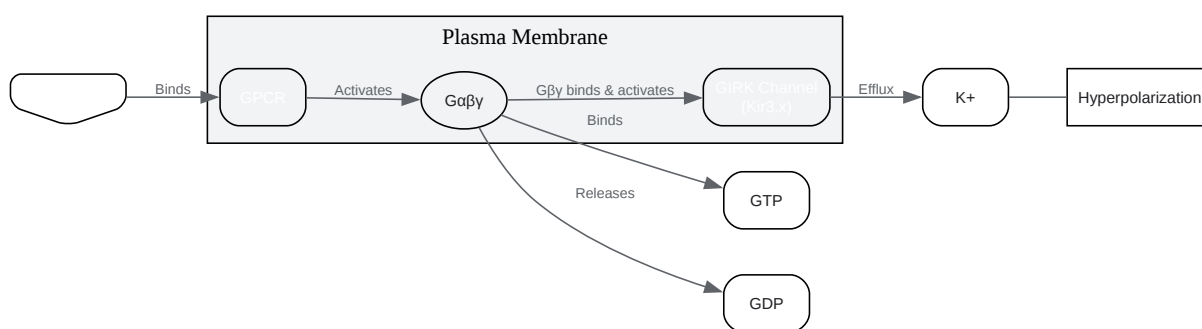 Plasma Membrane
Binds
GPCR
Activates
Gαβγ
Gβγ binds & activates
GIRK Channel
(Kir3.x)
Efflux
K+
Hyperpolarization
Binds
GTP
Releases
GDP